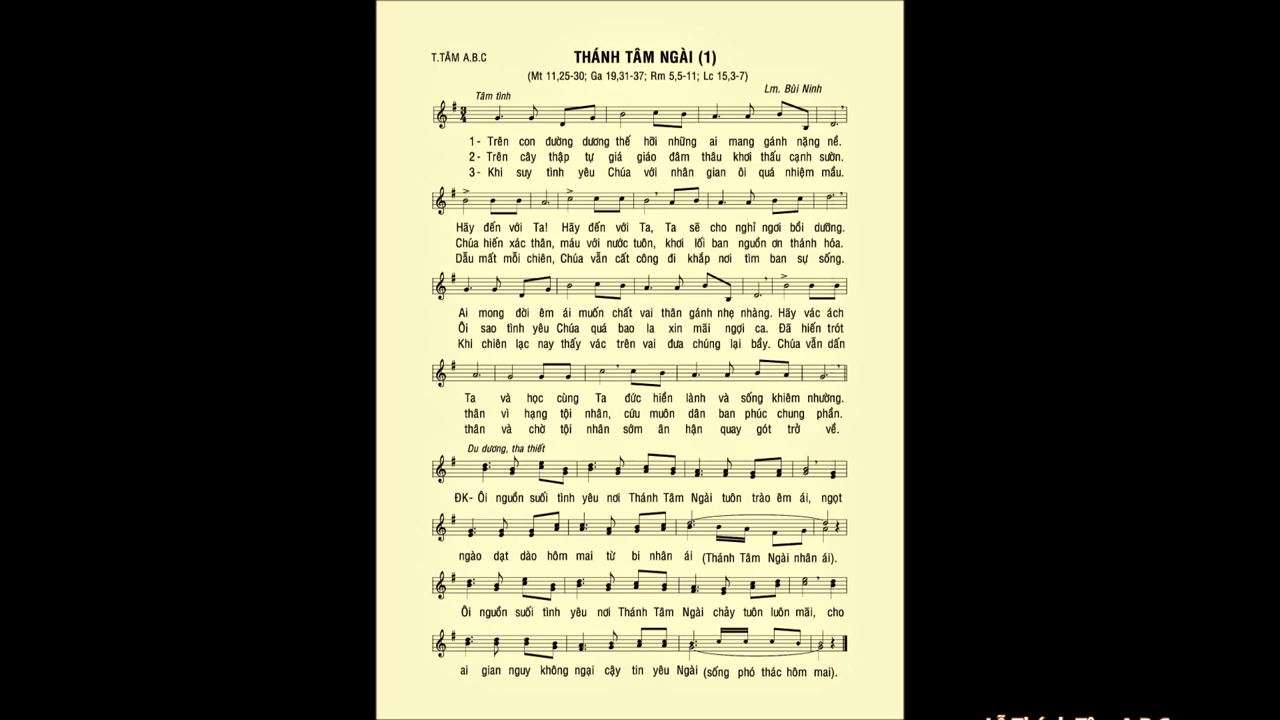 T.TÂM A.B.C
THÁNH TÂM NGÀI (1)
(Mt 11,25-30; Ga 19,31-37; Rm 5,5-11; Lc 15,3-7)
Lm. Bùi Ninh
Tâm tình
1- Trên con đường dương thế hỡi những ai mang gánh nặng nề.
2- Trên cây thập tự giá giáo đâm thâu khơi thấu cạnh sườn.
3- Khi suy tình yêu Chúa với nhân gian ôi quá nhiệm mầu.
Hãy đến với Ta! Hãy đến với Ta, Ta sẽ cho nghỉ ngơi bồi dưỡng.
Chúa hiến xác thân, máu với nước tuôn, khơi lối ban nguồn ơn thánh hóa.
Dẫu mất mỗi chiên, Chúa vẫn cất công đi khắp nơi tìm ban sự sống.
Ai mong đời êm ái muốn chất vai thân gánh nhẹ nhàng. Hãy vác ách
Ôi sao tình yêu Chúa quá bao la xin mãi ngợi ca. Đã hiến trót
Khi chiên lạc nay thấy vác trên vai đưa chúng lại bầy. Chúa vẫn dấn
Ta và học cùng Ta đức hiền lành và sống khiêm nhường.
thân vì hạng tội nhân, cứu muôn dân ban phúc chung phần.
thân và chờ tội nhân sớm ăn hận quay gót trở về.
Du dương, tha thiết
ĐK- Ôi nguồn suối tình yêu nơi Thánh Tâm Ngài tuôn trào êm ái, ngọt
ngào dạt dào hôm mai từ bi nhân ái (Thánh Tâm Ngài nhân ái).
Ôi nguồn suối tình yêu nơi Thánh Tâm Ngài chảy tuôn luôn mãi, cho
ai gian nguy không ngại cậy tin yêu Ngài (sống phó thác hôm mai).